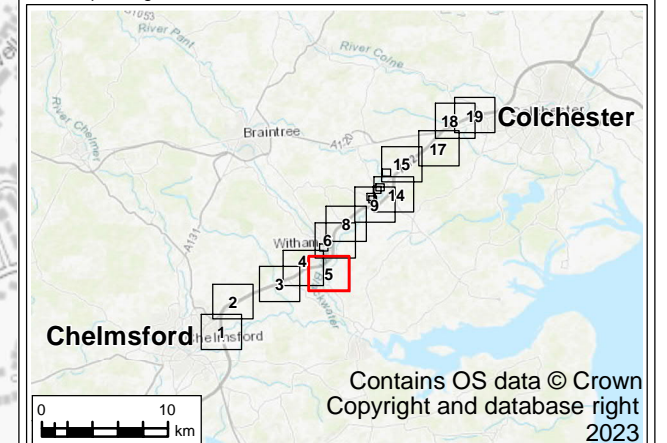 River Pant
River Colne
River Chelmer
Braintree
A120
A131
18 19 Colchester
17
15
14
9
8
6
Witham
4
5
3
2
Chelmsford 1
Chelmsford
Contains OS data © Crown
Copyright and database right
2023
0 10
km